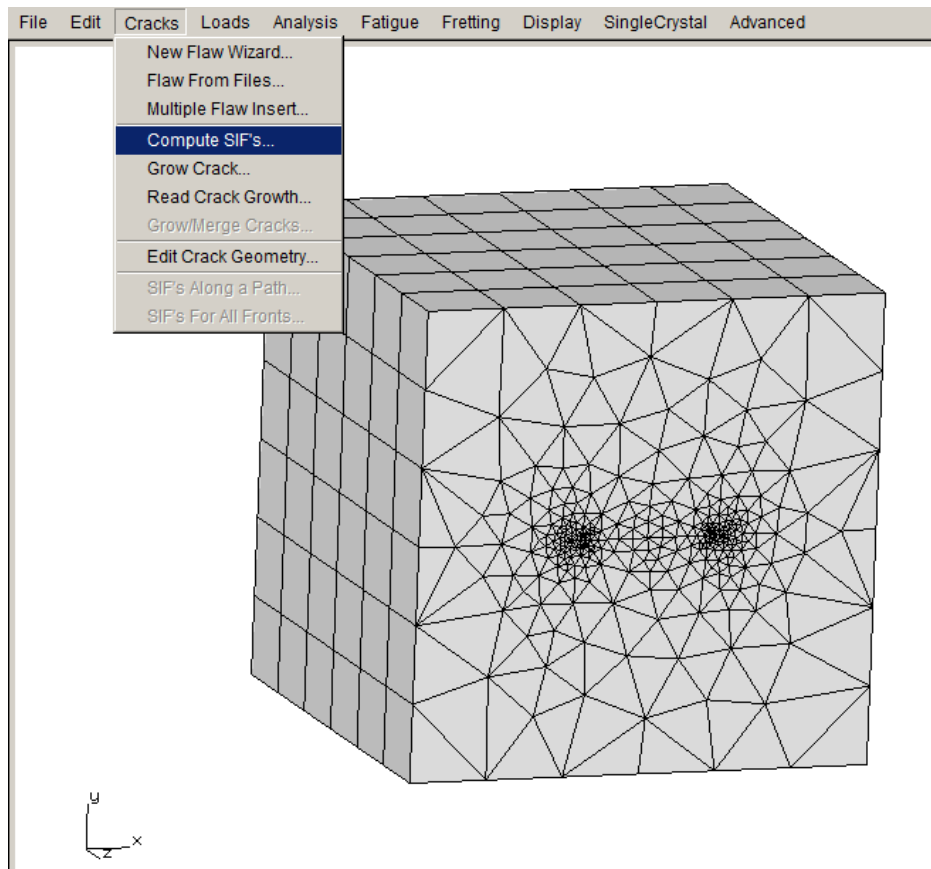 File Edit Cracks Loads Analysis Fatigue Fretting Display SingleCrystal Advanced
New Flaw Wizard...
Flaw From Files...
Multiple Flaw Insert...
Compute SIF's...
Grow Crack...
Read Crack Growth...
Grow/Merge Cracks...
Edit Crack Geometry...
SIF's Along a Path...
SIF's For All Fronts...
y
x
z